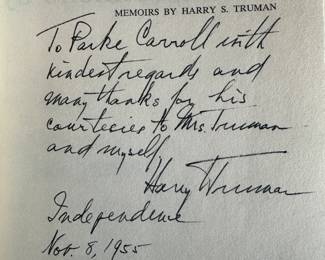 MEMOIRS BY HARRY S. TRUMAN
To Parke Carroll with
kindest regards and
many thanks for his
courtesies to Mrs. Truman
and myself,
Harry Truman
Independence
Nov. 8, 1955